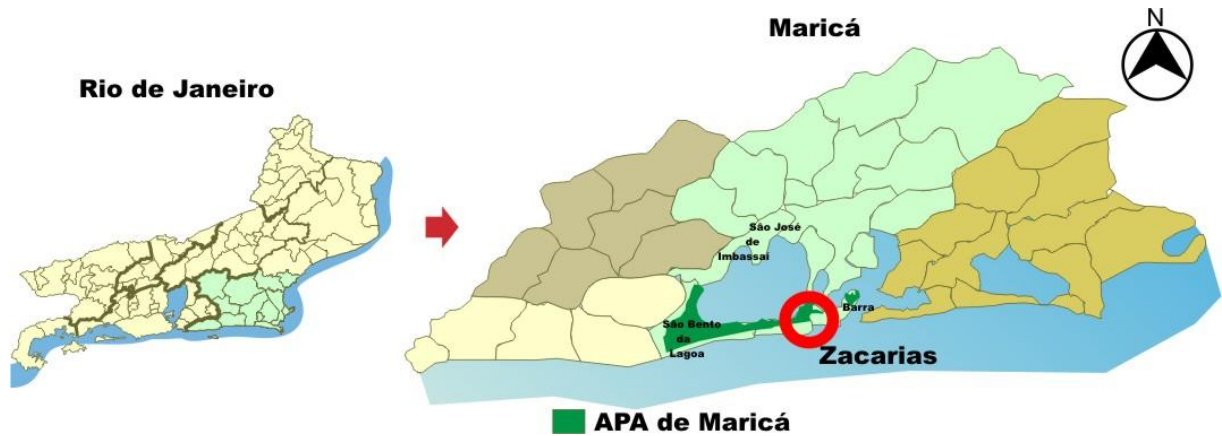 Maricá
N
Rio de Janeiro
São José
de
Imbassaí
São Bento
da
Lagoa
Barra
Zacarias
APA de Maricá